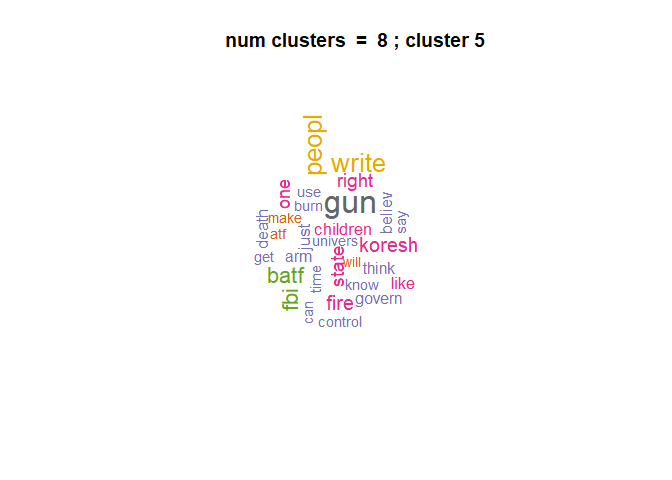 num clusters = 8 ; cluster 5
peopl
write
right
one
use
burn
gun
believ
say
death
make
atf
just
children
univers
koresh
get
arm
state
will
think
batf
time
know
like
fbi
can
fire
govern
control